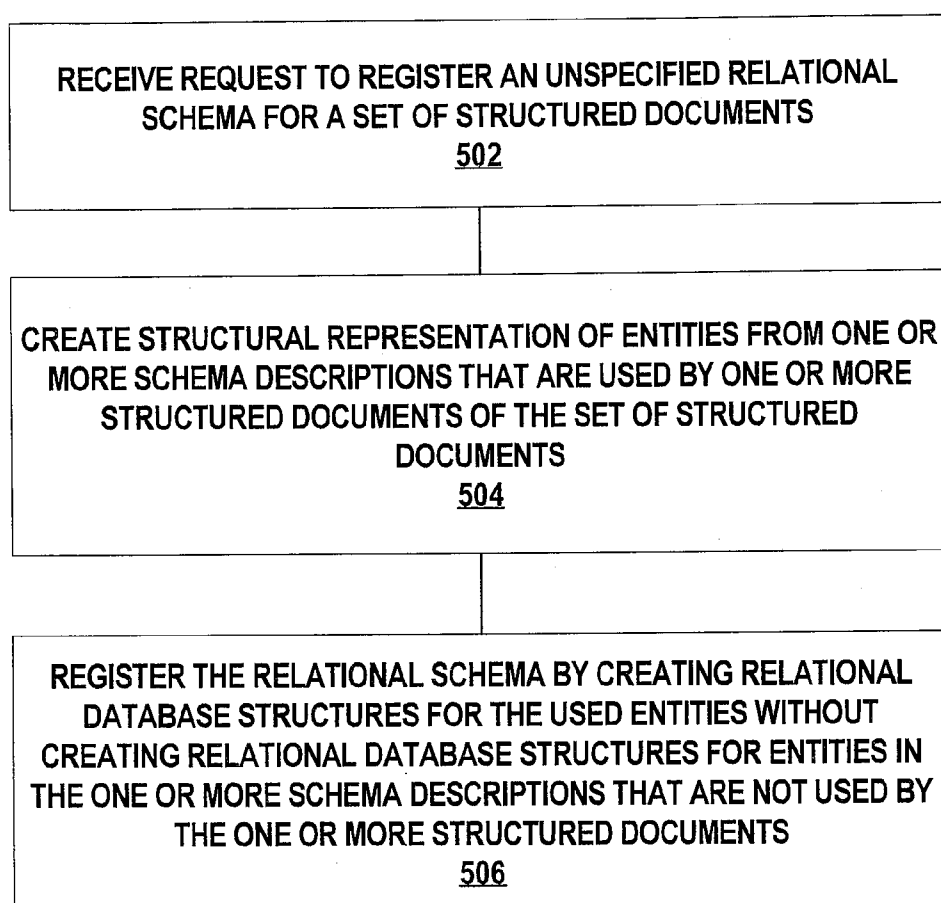 RECEIVE REQUEST TO REGISTER AN UNSPECIFIED RELATIONAL
SCHEMA FOR A SET OF STRUCTURED DOCUMENTS
502
CREATE STRUCTURAL REPRESENTATION OF ENTITIES FROM ONE OR
MORE SCHEMA DESCRIPTIONS THAT ARE USED BY ONE OR MORE
STRUCTURED DOCUMENTS OF THE SET OF STRUCTURED
DOCUMENTS
504
REGISTER THE RELATIONAL SCHEMA BY CREATING RELATIONAL
DATABASE STRUCTURES FOR THE USED ENTITIES WITHOUT
CREATING RELATIONAL DATABASE STRUCTURES FOR ENTITIES IN
THE ONE OR MORE SCHEMA DESCRIPTIONS THAT ARE NOT USED BY
THE ONE OR MORE STRUCTURED DOCUMENTS
506